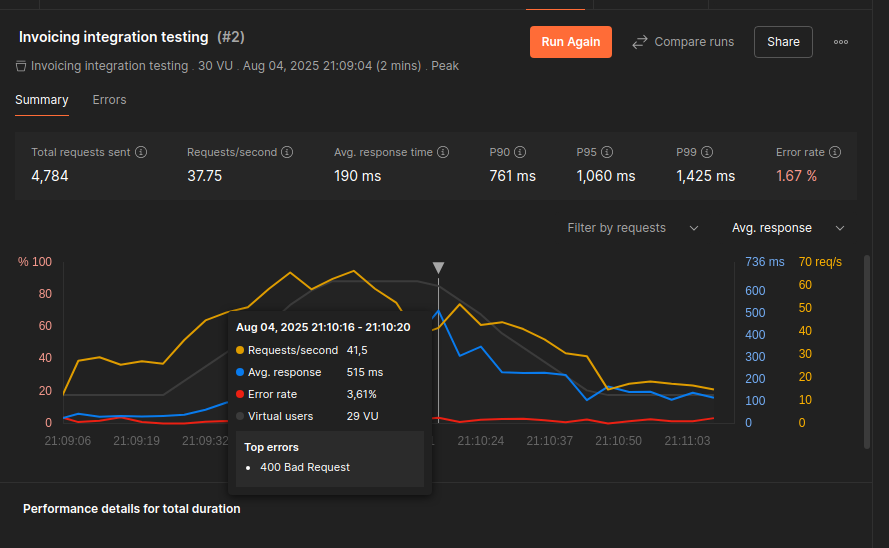 Invoicing integration testing (#2)
Run Again
Compare runs
Share
Invoicing integration testing . 30 VU . Aug 04, 2025 21:09:04 (2 mins) . Peak
Summary
Errors
Total requests sent
Requests/second
Avg. response time
P90
P95
P99
Error rate
4,784
37.75
190 ms
761 ms
1,060 ms
1,425 ms
1.67 %
Filter by requests
Avg. response
% 100
80
60
40
20
0
736 ms
600
500
400
300
200
100
0
70 req/s
60
50
40
30
20
10
0
Aug 04, 2025 21:10:16 - 21:10:20
Requests/second 41,5
Avg. response 515 ms
Error rate 3,61%
Virtual users 29 VU
Top errors
• 400 Bad Request
21:09:06
21:09:19
21:09:32
1
21:10:24
21:10:37
21:10:50
21:11:03
Performance details for total duration